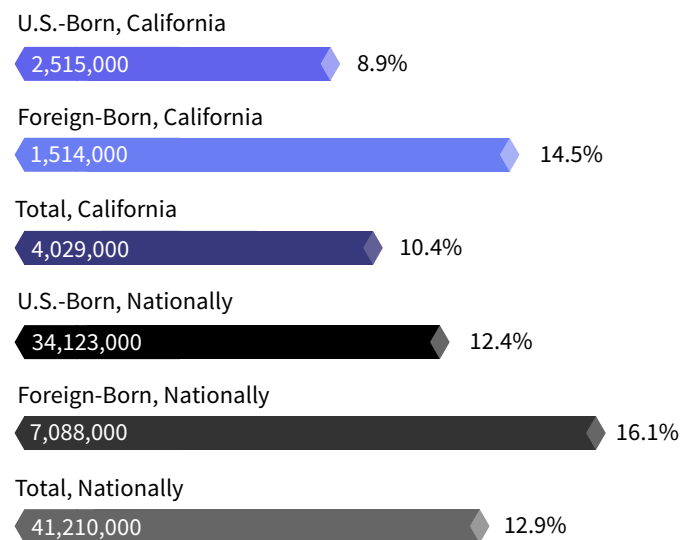 U.S.-Born, California
2,515,000 8.9%
Foreign-Born, California
1,514,000 14.5%
Total, California
4,029,000 10.4%
U.S.-Born, Nationally
34,123,000 12.4%
Foreign-Born, Nationally
7,088,000 16.1%
Total, Nationally
41,210,000 12.9%